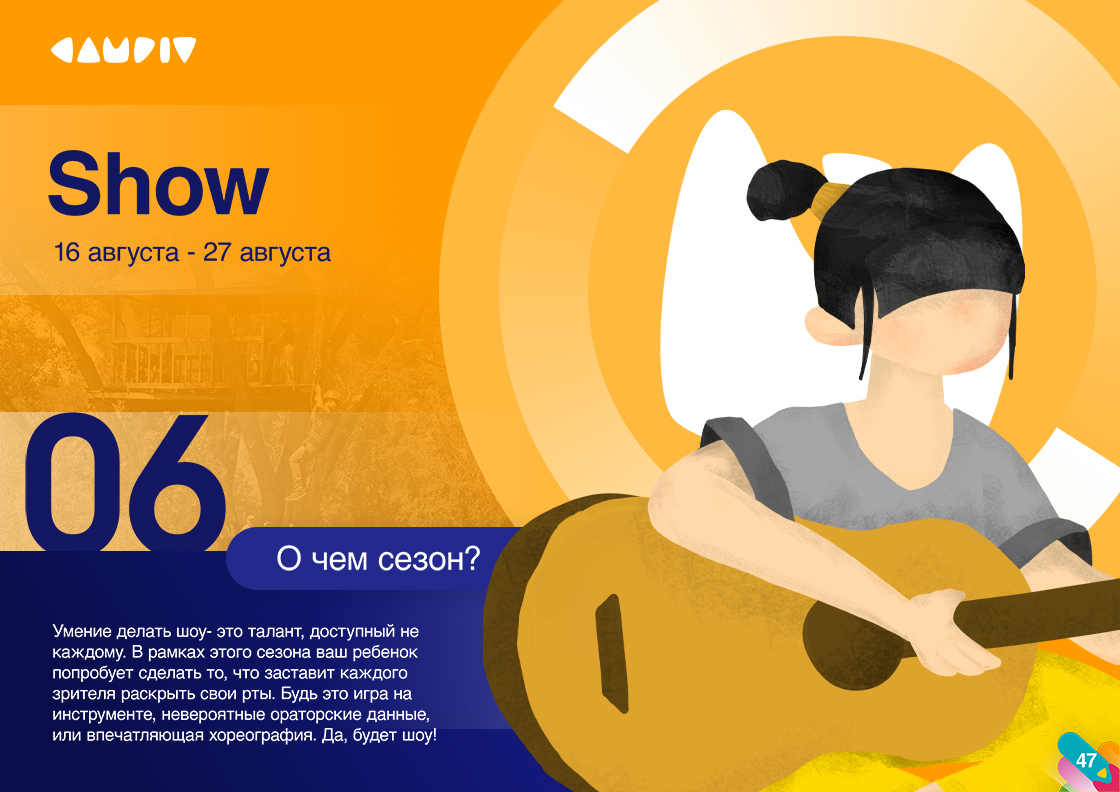 CAMPIT
Show
16 августа - 27 августа
06
О чем сезон?
Умение делать шоу- это талант, доступный не
каждому. В рамках этого сезона ваш ребенок
попробует сделать то, что заставит каждого
зрителя раскрыть свои рты. Будь это игра на
инструменте, невероятные ораторские данные,
или впечатляющая хореография. Да, будет шоу!
47